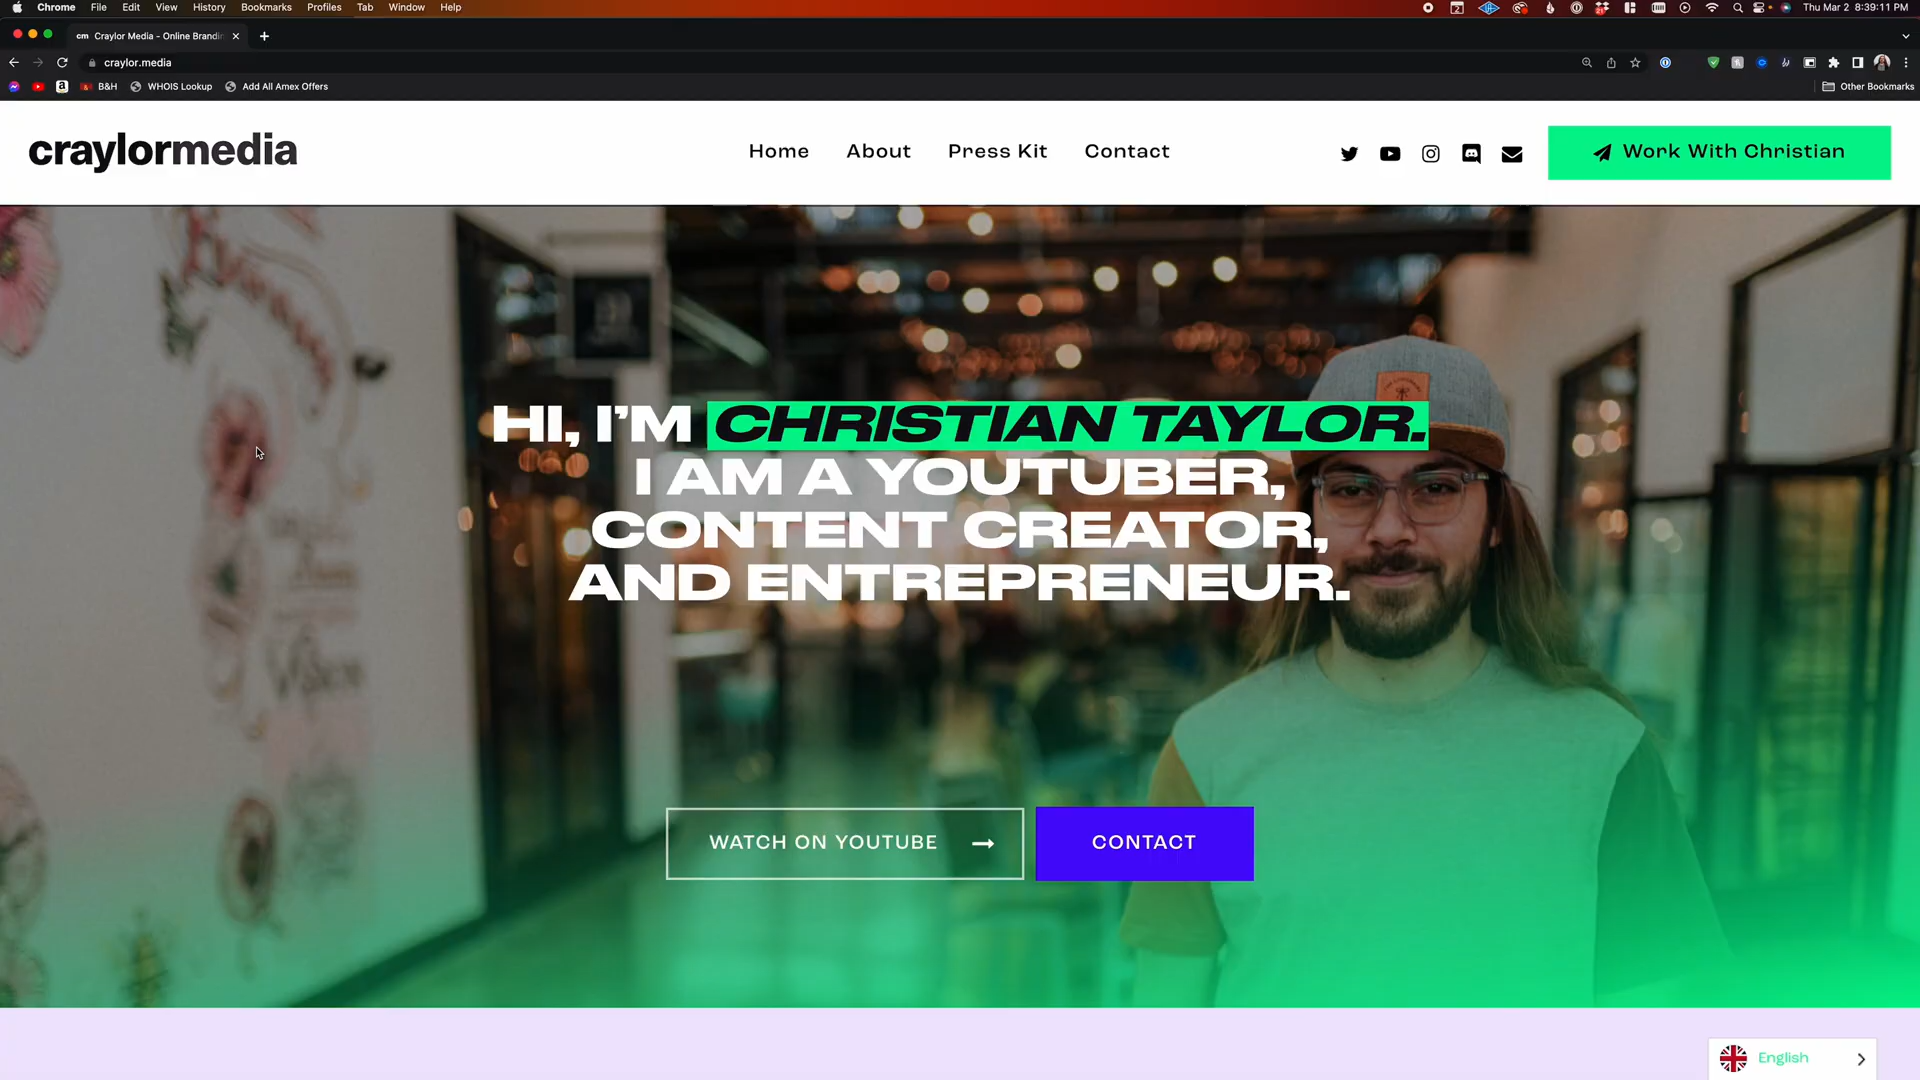 Chrome File Edit View History Bookmarks Profiles Tab Window Help
2
Thu Mar 2 8:39:11 PM
cm Craylor Media - Online Brandi
craylor.media
B&H WHOIS Lookup Add All Amex Offers Other Bookmarks
craylormedia
Home About Press Kit Contact
Work With Christian
HI, I'M CHRISTIAN TAYLOR.
I AM A YOUTUBER,
CONTENT CREATOR,
AND ENTREPRENEUR.
WATCH ON YOUTUBE
CONTACT
English